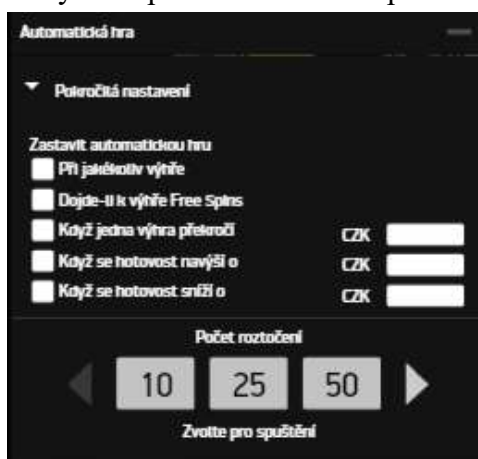 Automatická hra
Pokročilá nastavení
Zastavit automatickou hru
Při jakékoliv výhře
Dojde-li k výhře Free Spins
Když jedna výhra překročí CZK
Když se hotovost navýší o CZK
Když se hotovost sníží o CZK
Počet roztočení
10 25 50
Zvolte pro spuštění